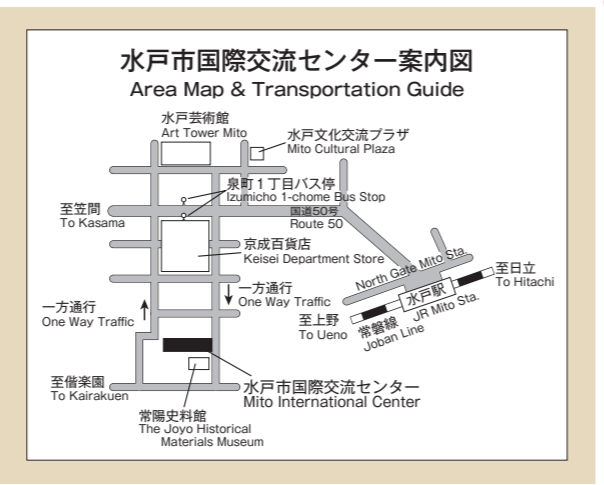 水戸市国際交流センター案内図
Area Map & Transportation Guide
水戸芸術館
Art Tower Mito
水戸文化交流プラザ
Mito Cultural Plaza
泉町1丁目バス停
Izumicho 1-chome Bus Stop
至笠間
To Kasama
国道50号
Route 50
京成百貨店
Keisei Department Store
North Gate Mito Sta.
至日立
To Hitachi
水戸駅
JR Mito Sta.
一方通行
One Way Traffic
一方通行
One Way Traffic
至上野
To Ueno
常磐線
Joban Line
至偕楽園
To Kairakuen
水戸市国際交流センター
Mito International Center
常陽史料館
The Joyo Historical
Materials Museum